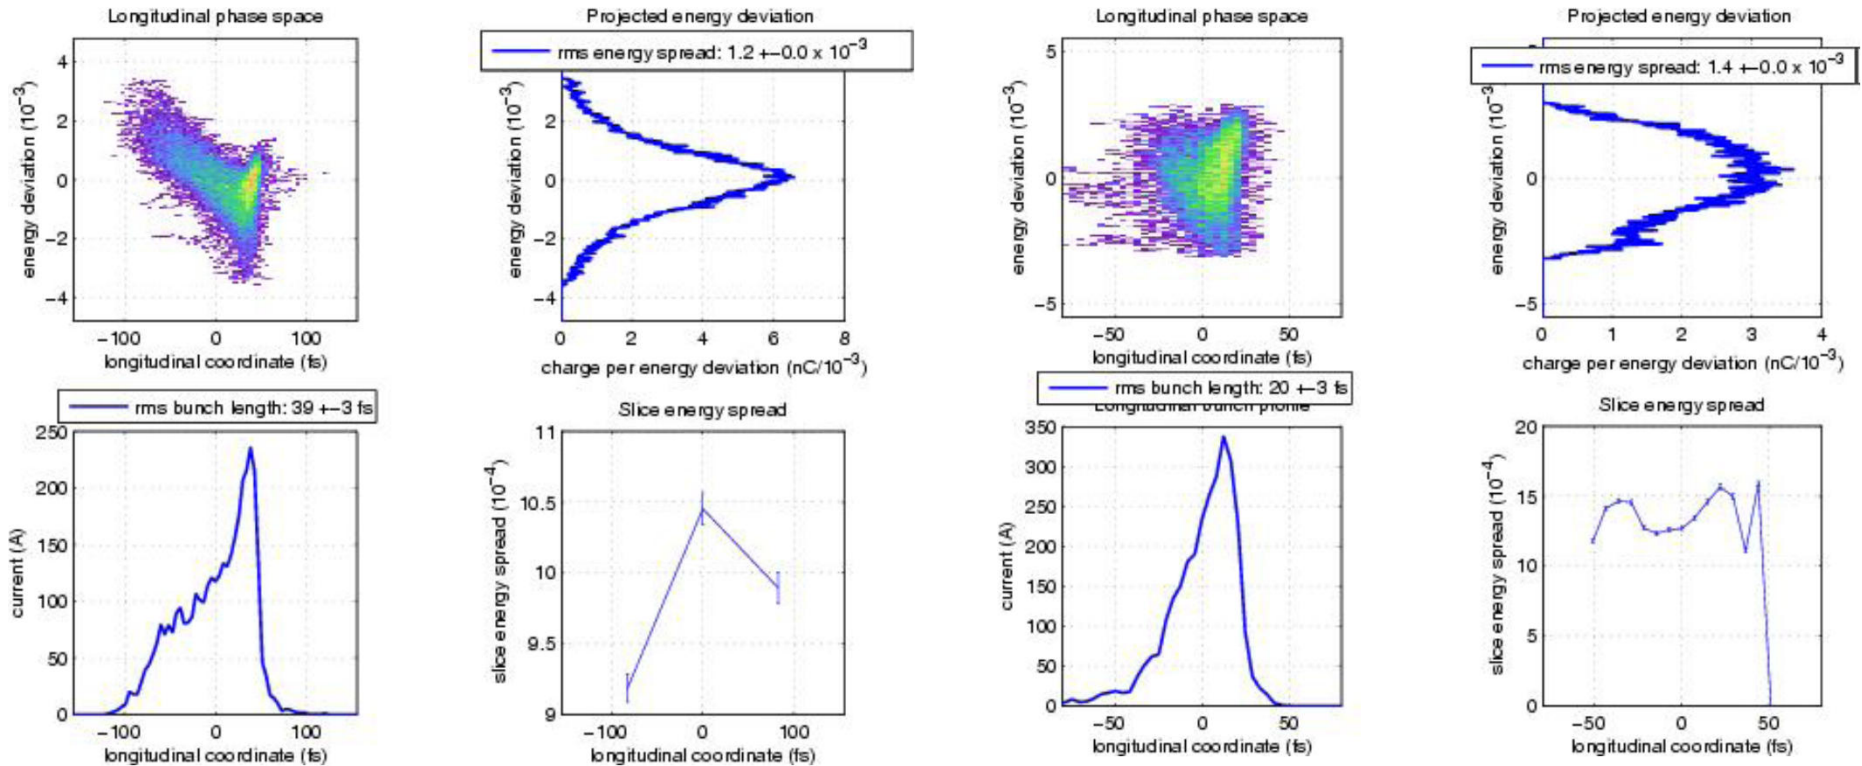 Longitudinal phase space
4
2
0
−2
−4
energy deviation (10−3)
−100
0
100
longitudinal coordinate (fs)
Projected energy deviation
rms energy spread: 1.2 +−0.0 x 10−3
2
0
−2
−4
energy deviation (10−3)
0
2
4
6
8
charge per energy deviation (nC/10−3)
Longitudinal phase space
5
0
−5
energy deviation (10−3)
−50
0
50
longitudinal coordinate (fs)
Projected energy deviation
rms energy spread: 1.4 +−0.0 x 10−3
0
−5
energy deviation (10−3)
0
1
2
3
4
charge per energy deviation (nC/10−3)
rms bunch length: 39 +−3 fs
250
200
150
100
50
0
current (A)
−100
0
100
longitudinal coordinate (fs)
Slice energy spread
11
10.5
10
9.5
9
slice energy spread (10−4)
−100
0
100
longitudinal coordinate (fs)
rms bunch length: 20 +−3 fs
Longitudinal bunch profile
350
300
250
200
150
100
50
0
current (A)
−50
0
50
longitudinal coordinate (fs)
Slice energy spread
20
15
10
5
0
slice energy spread (10−4)
−50
0
50
longitudinal coordinate (fs)